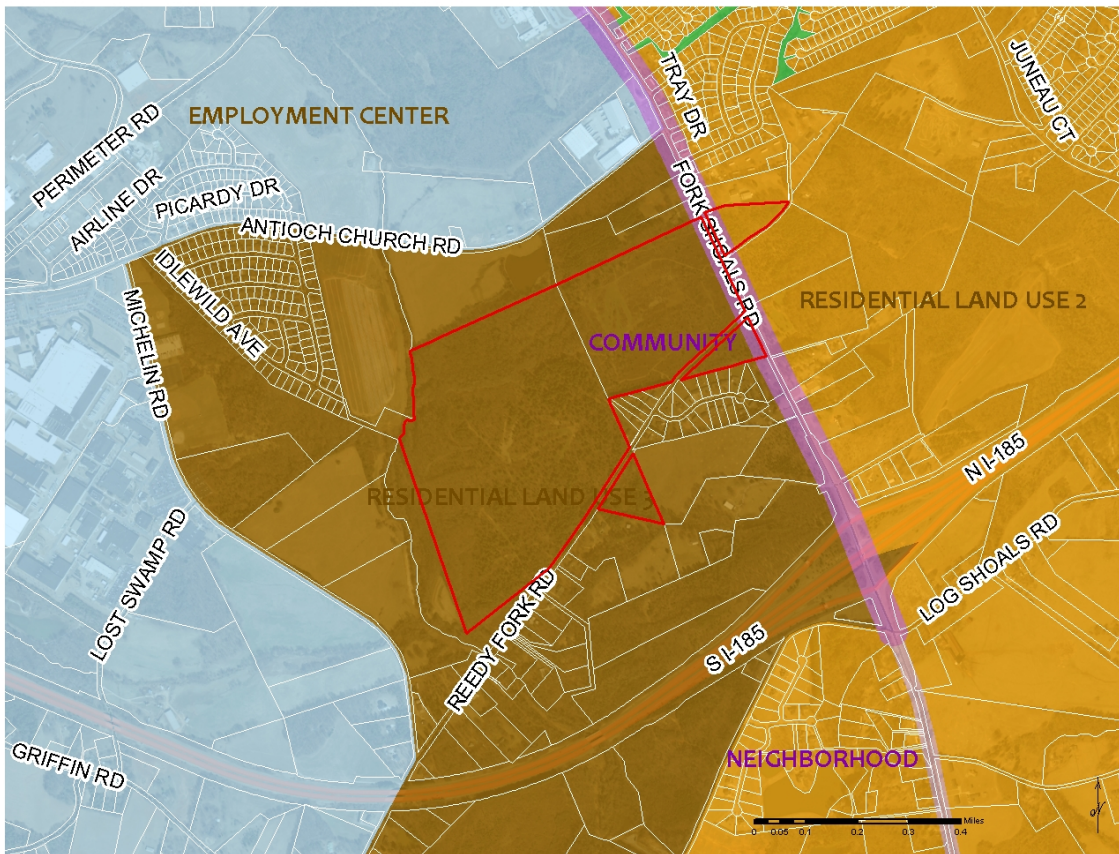 TRAY DR
JUNEAU CT
EMPLOYMENT CENTER
PERIMETER RD
AIRLINE DR
PICARDY DR
ANTIOCH CHURCH RD
FORK SHOALS RD
IDLEWILD AVE
MICHELIN RD
RESIDENTIAL LAND USE 2
COMMUNITY
RESIDENTIAL LAND USE 3
N I-185
LOST SWAMP RD
LOG SHOALS RD
REEDY FORK RD
S I-185
GRIFFIN RD
NEIGHBORHOOD
Miles
0 0.05 0.1 0.2 0.3 0.4